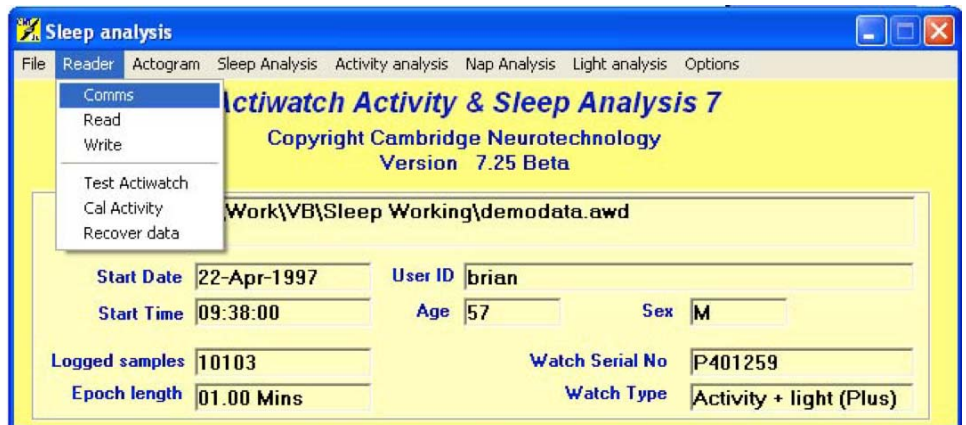 Sleep analysis
File Reader Actogram Sleep Analysis Activity analysis Nap Analysis Light analysis Options
Comms
Read
Write
Test Actiwatch
Cal Activity
Recover data
Actiwatch Activity & Sleep Analysis 7
Copyright Cambridge Neurotechnology
Version 7.25 Beta
\Work\VB\Sleep Working\demodata.awd
Start Date 22-Apr-1997 User ID brian
Start Time 09:38:00 Age 57 Sex M
Logged samples 10103 Watch Serial No P401259
Epoch length 01.00 Mins Watch Type Activity + light (Plus)